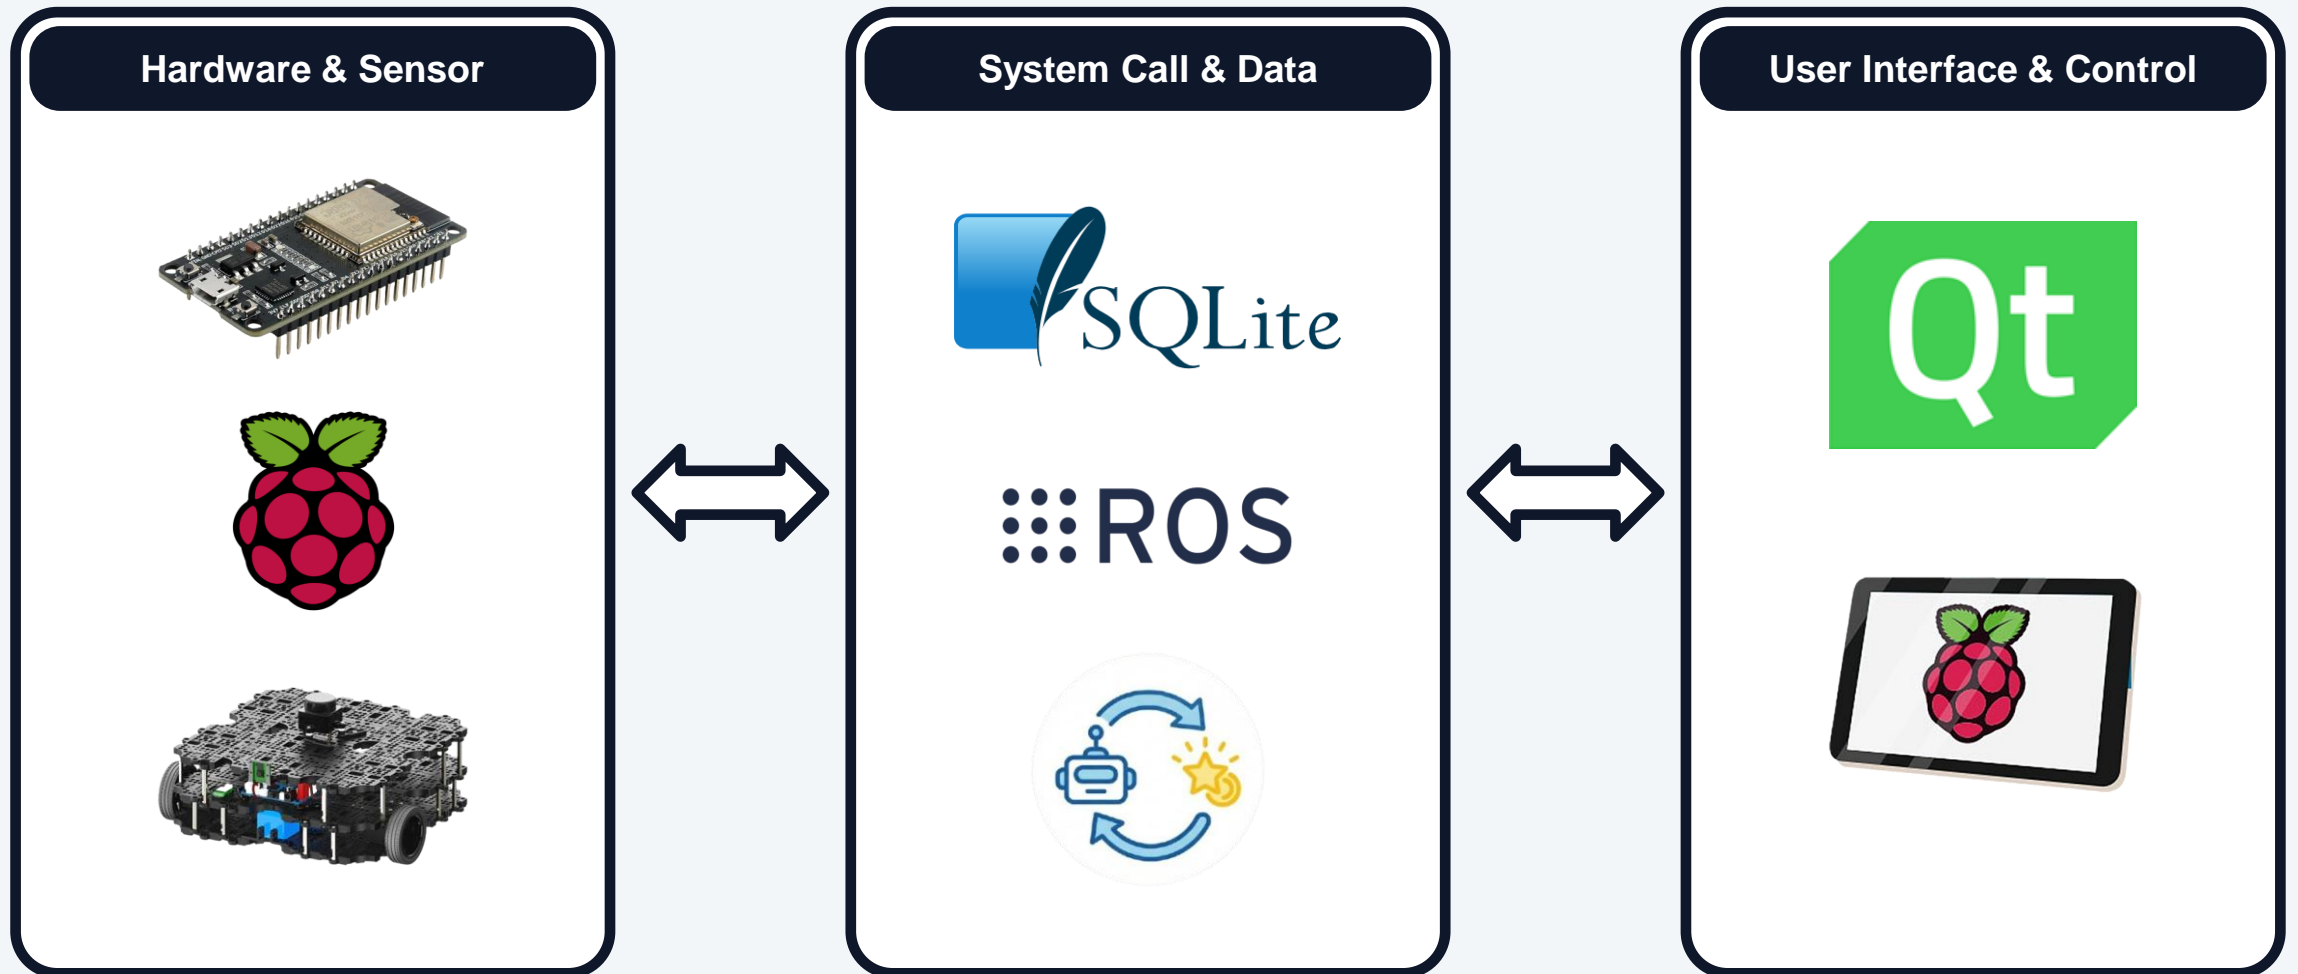 Hardware & Sensor
System Call & Data
SQLite
ROS
User Interface & Control
Qt